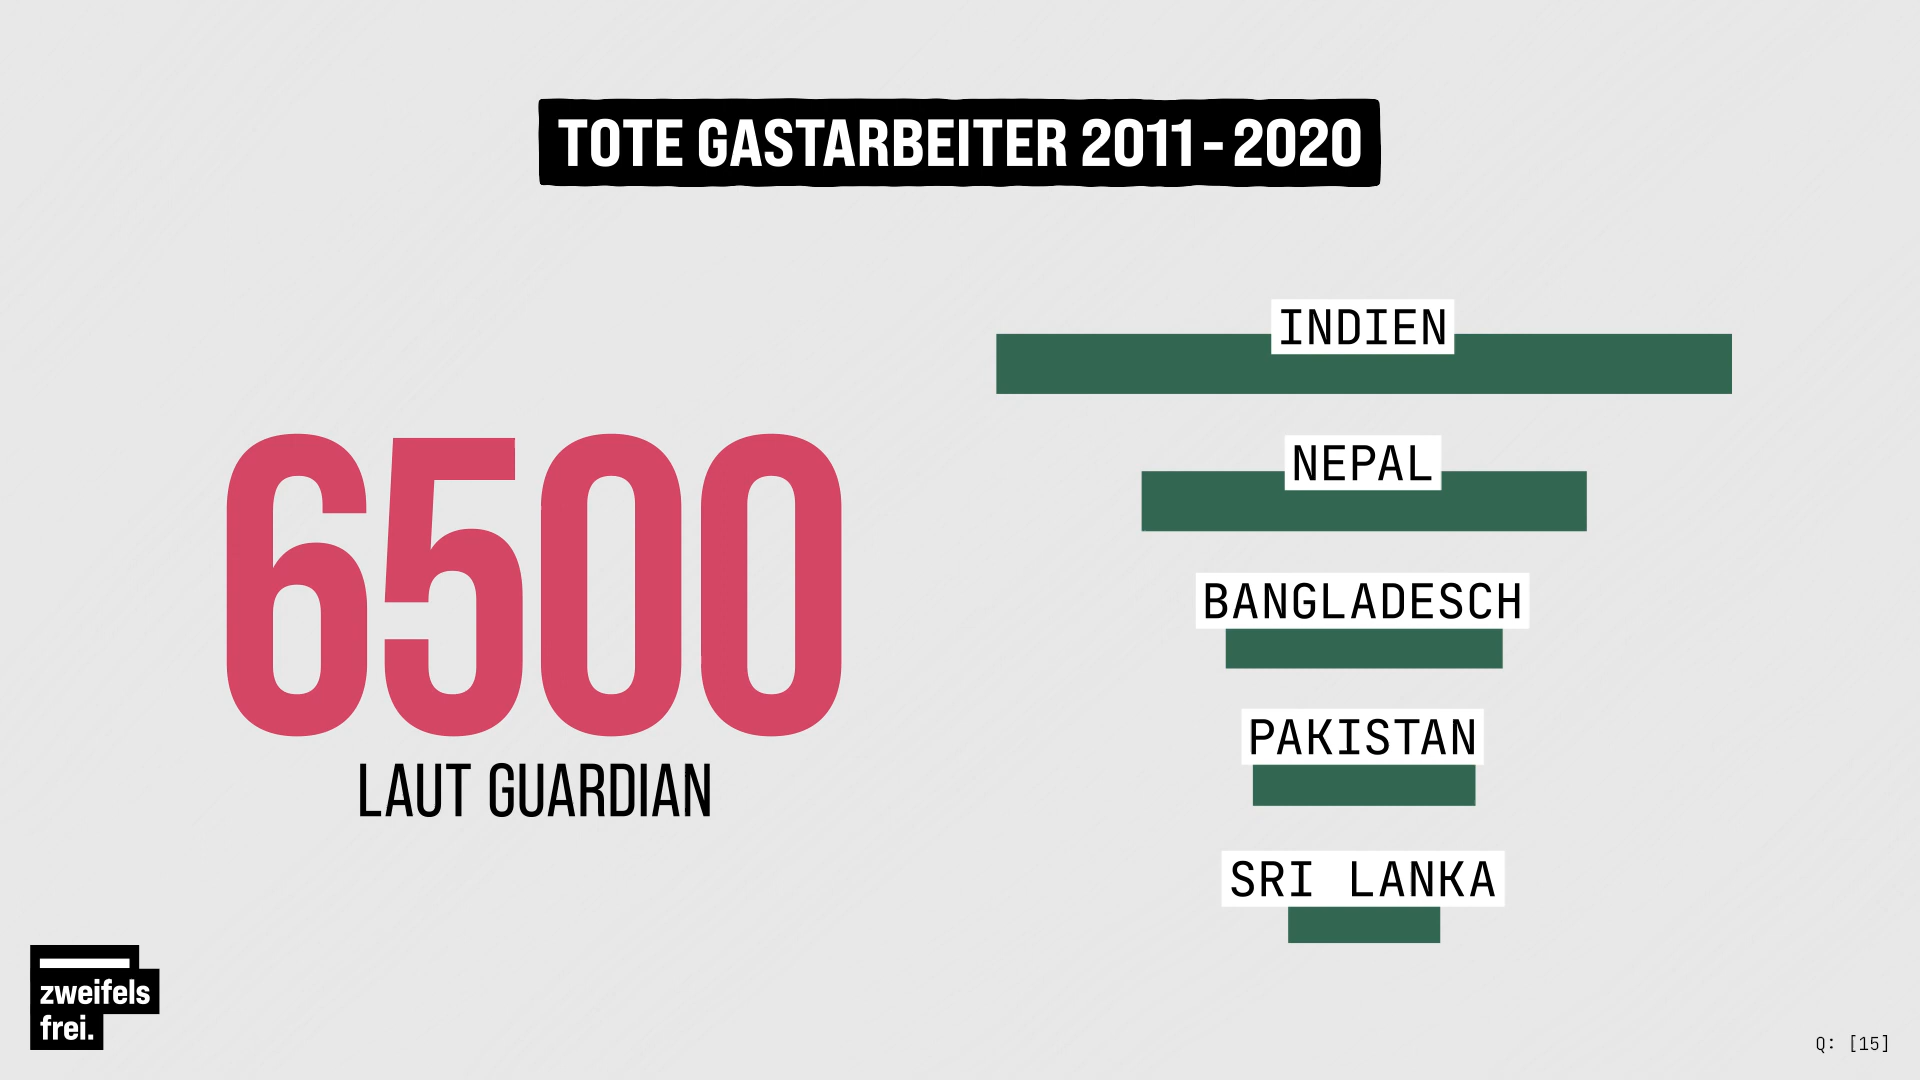 TOTE GASTARBEITER 2011-2020
6500
LAUT GUARDIAN
INDIEN
NEPAL
BANGLADESCH
PAKISTAN
SRI LANKA
zweifels
frei.
Q: [15]